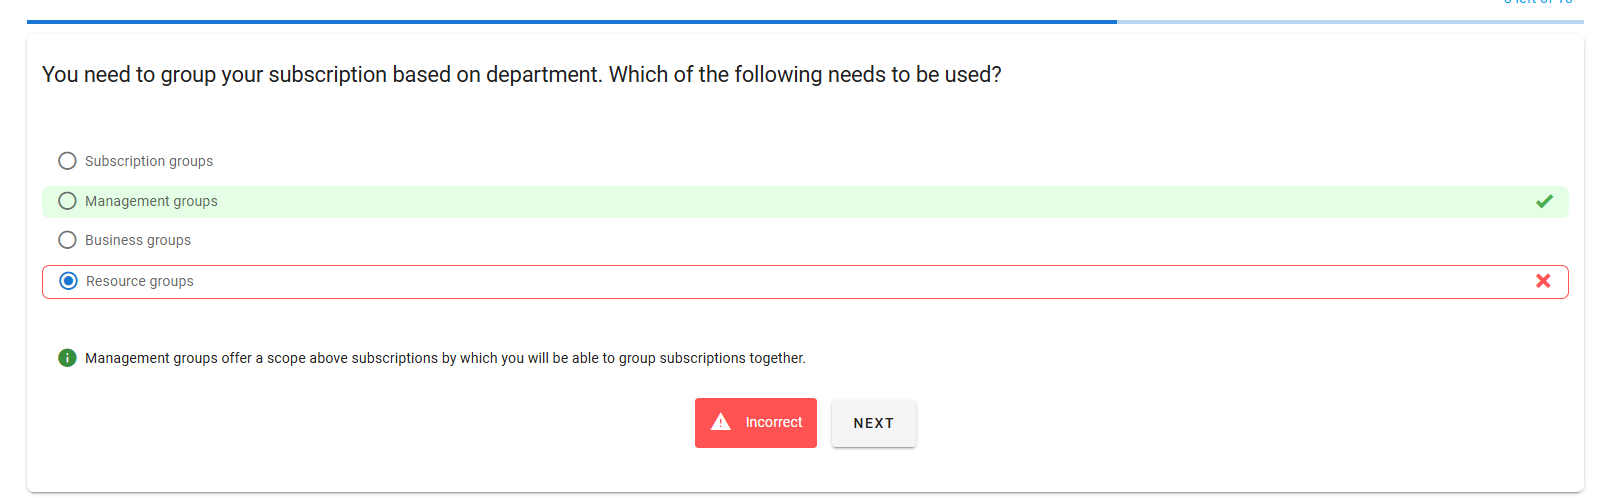 You need to group your subscription based on department. Which of the following needs to be used?
Subscription groups
Management groups
Business groups
Resource groups
Management groups offer a scope above subscriptions by which you will be able to group subscriptions together.
Incorrect
NEXT